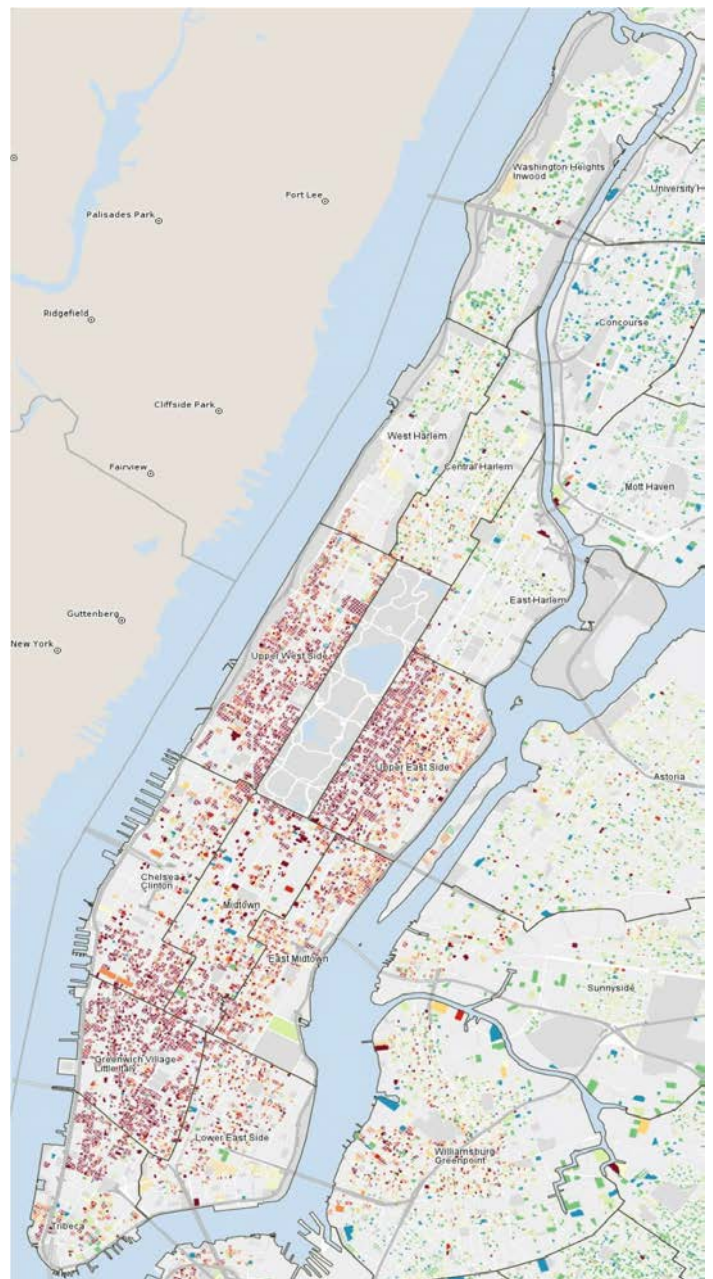 Washington Heights
Inwood
University H
Fort Lee
Palisades Park
Ridgefield
Concourse
Cliffside Park
West Harlem
Central Harlem
Fairview
Mott Haven
East Harlem
Guttenberg
New York
Upper West Side
Upper East Side
Astoria
Chelsea
Clinton
Midtown
East Midtown
Sunnyside
Greenwich Village
Little Italy
Lower East Side
Williamsburg
Greenpoint
Tribeca